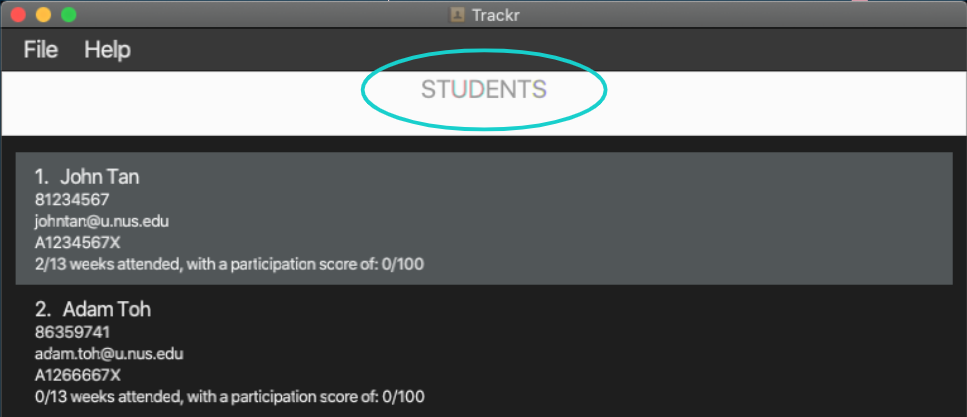 Trackr
File Help
STUDENTS
1. John Tan
81234567
johntan@u.nus.edu
A1234567X
2/13 weeks attended, with a participation score of: 0/100
2. Adam Toh
86359741
adam.toh@u.nus.edu
A1266667X
0/13 weeks attended, with a participation score of: 0/100